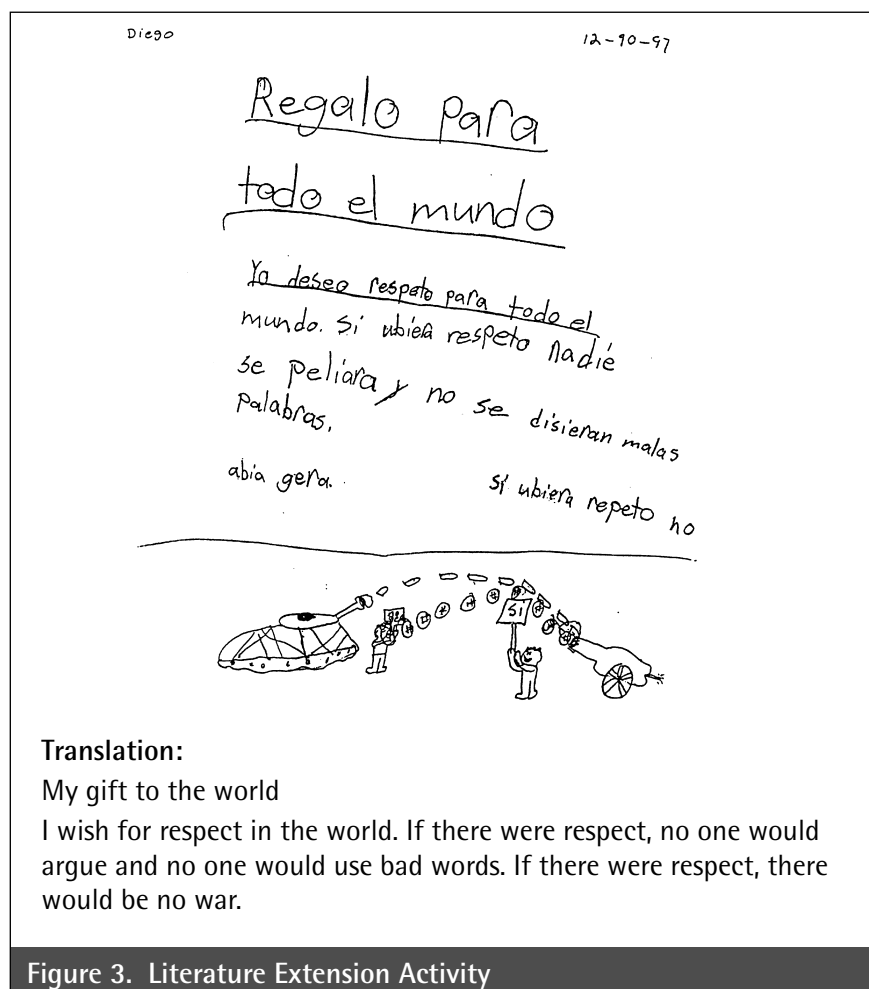 Diego 12-10-97
Regalo para
todo el mundo
Yo deseo respeto para todo el
mundo. Si ubiera respeto nadie
se peliara y no se disieran malas
palabras.
abia gera. Si ubiera repeto no
SI
Translation:
My gift to the world
I wish for respect in the world. If there were respect, no one would
argue and no one would use bad words. If there were respect, there
would be no war.
Figure 3. Literature Extension Activity